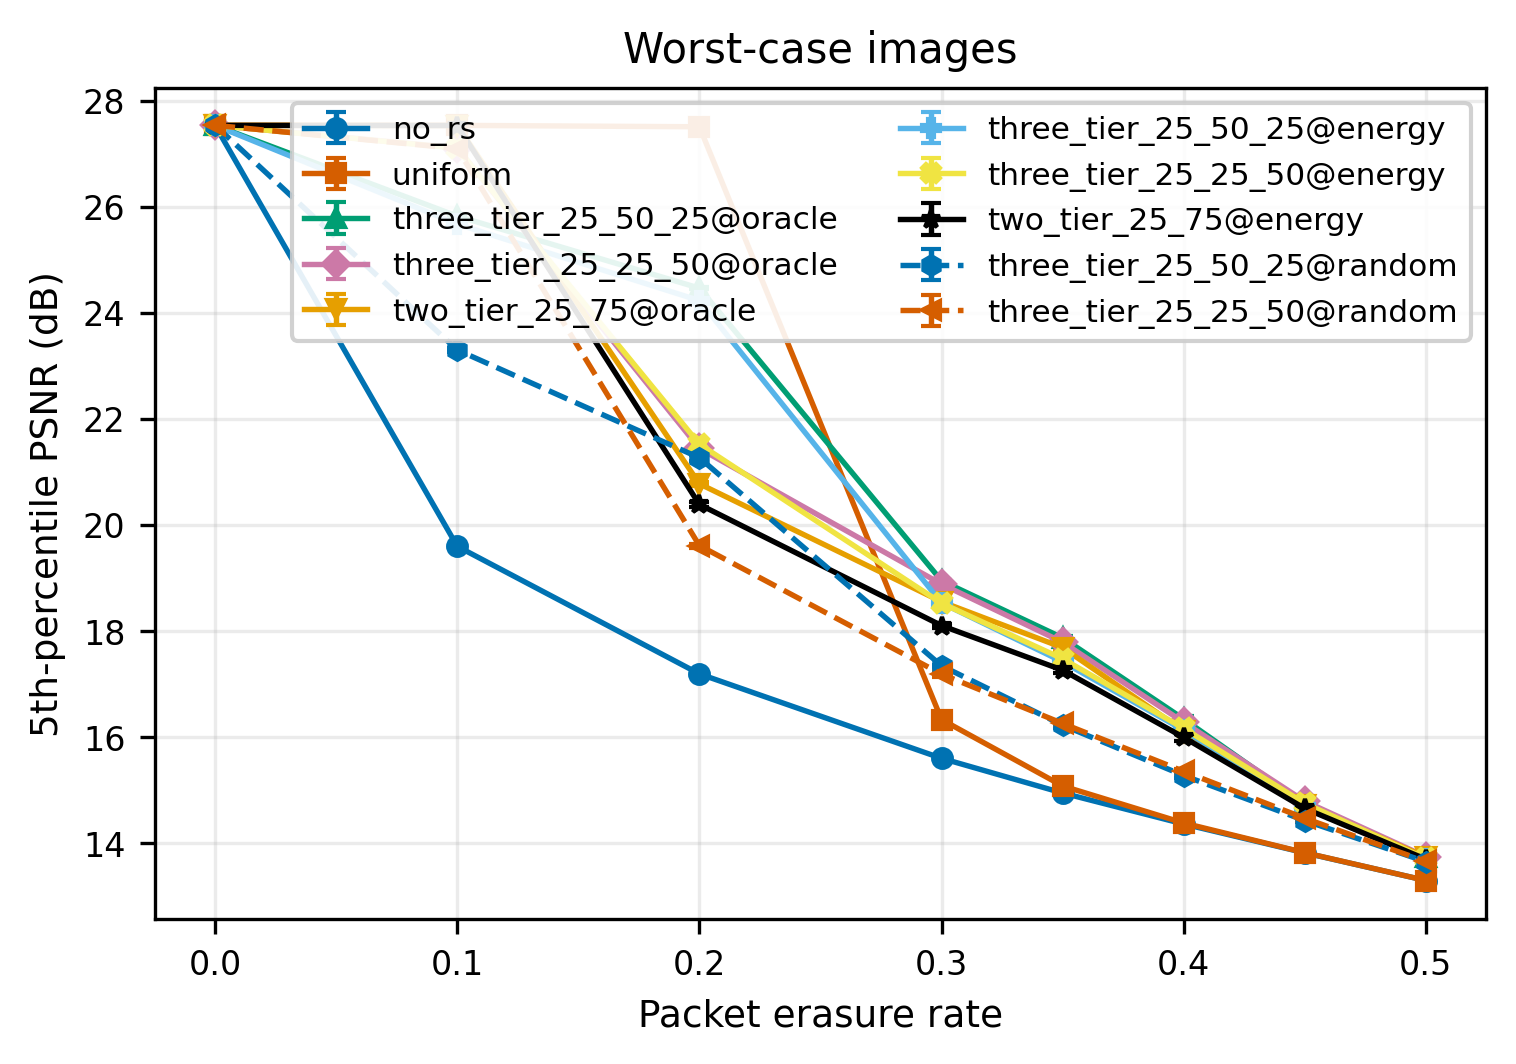 Worst-case images
no_rs
uniform
three_tier_25_50_25@oracle
three_tier_25_25_50@oracle
two_tier_25_75@oracle
three_tier_25_50_25@energy
three_tier_25_25_50@energy
two_tier_25_75@energy
three_tier_25_50_25@random
three_tier_25_25_50@random
5th-percentile PSNR (dB)
28
26
24
22
20
18
16
14
0.0 0.1 0.2 0.3 0.4 0.5
Packet erasure rate